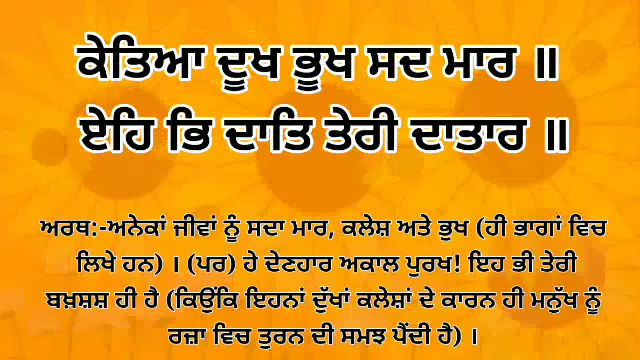 ਕੇਤਿਆ ਦੂਖ ਭੂਖ ਸਦ ਮਾਰ ॥
ਏਹਿ ਭਿ ਦਾਤਿ ਤੇਰੀ ਦਾਤਾਰ ॥
ਅਰਥ:-ਅਨੇਕਾਂ ਜੀਵਾਂ ਨੂੰ ਸਦਾ ਮਾਰ, ਕਲੇਸ਼ ਅਤੇ ਭੁਖ (ਹੀ ਭਾਗਾਂ ਵਿਚ
ਲਿਖੇ ਹਨ) । (ਪਰ) ਹੇ ਦੇਣਹਾਰ ਅਕਾਲ ਪੁਰਖ! ਇਹ ਭੀ ਤੇਰੀ
ਬਖ਼ਸ਼ਸ਼ ਹੀ ਹੈ (ਕਿਉਂਕਿ ਇਹਨਾਂ ਦੁੱਖਾਂ ਕਲੇਸ਼ਾਂ ਦੇ ਕਾਰਨ ਹੀ ਮਨੁੱਖ ਨੂੰ
ਰਜ਼ਾ ਵਿਚ ਤੁਰਨ ਦੀ ਸਮਝ ਪੈਂਦੀ ਹੈ) ।